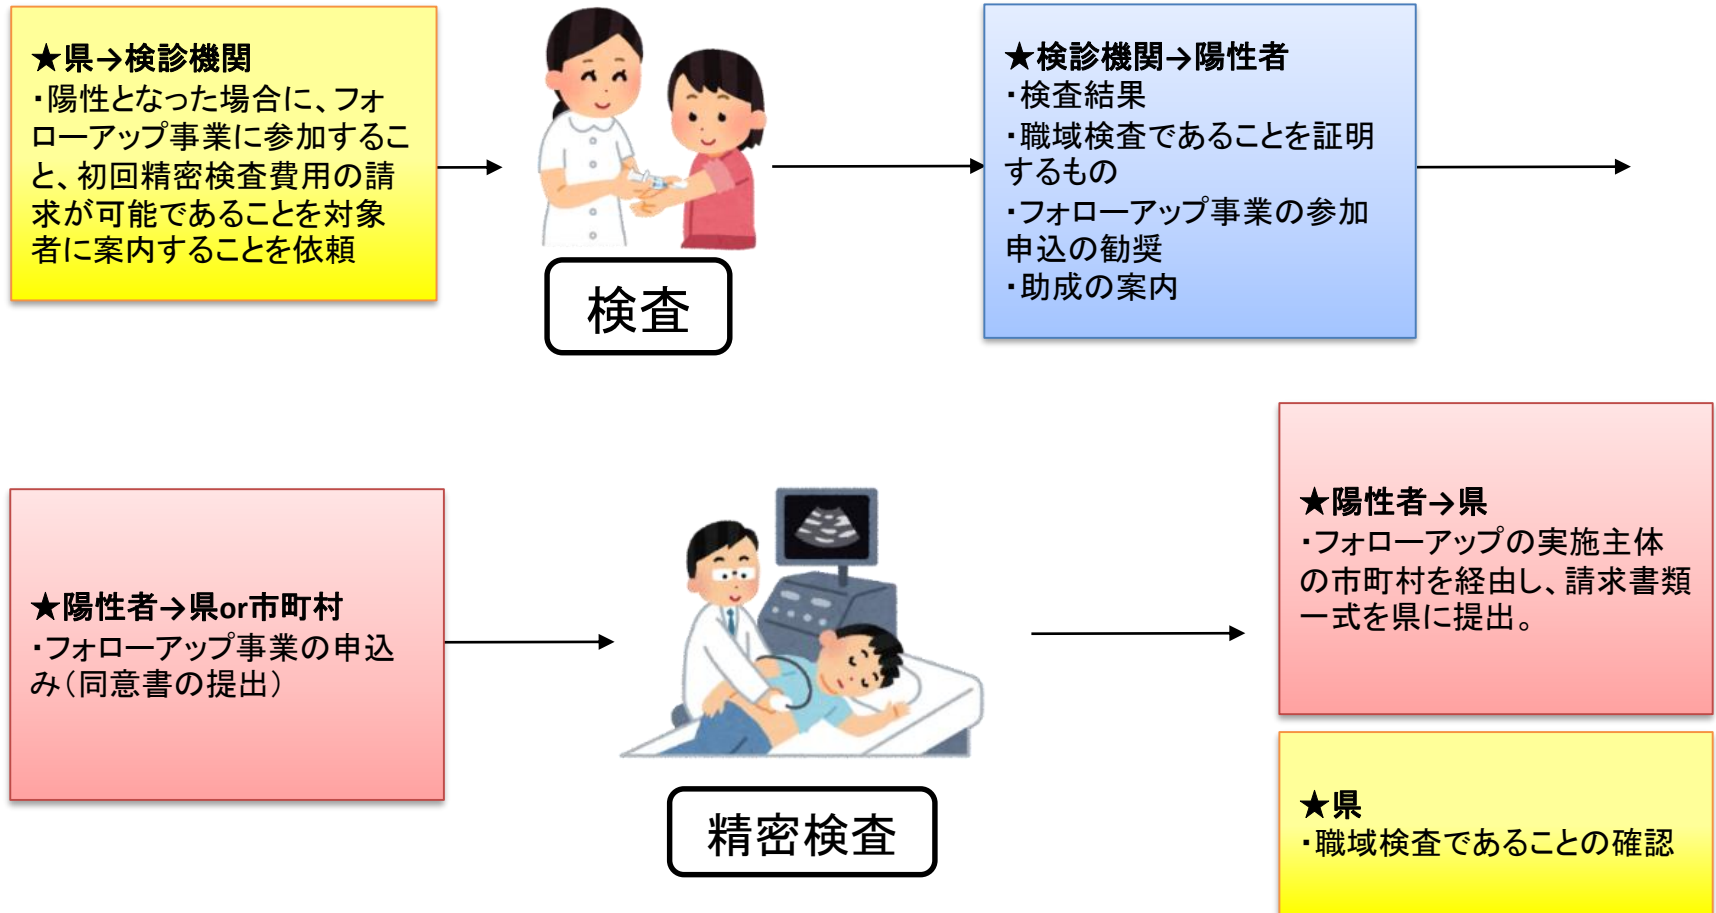 ★県→検診機関
・陽性となった場合に、フォ
ローアップ事業に参加するこ
と、初回精密検査費用の請
求が可能であることを対象
者に案内することを依頼
検査
★検診機関→陽性者
・検査結果
・職域検査であることを証明
するもの
・フォローアップ事業の参加
申込の勧奨
・助成の案内
★陽性者→県or市町村
・フォローアップ事業の申込
み（同意書の提出）
精密検査
★陽性者→県
・フォローアップの実施主体
の市町村を経由し、請求書類
一式を県に提出。
★県
・職域検査であることの確認